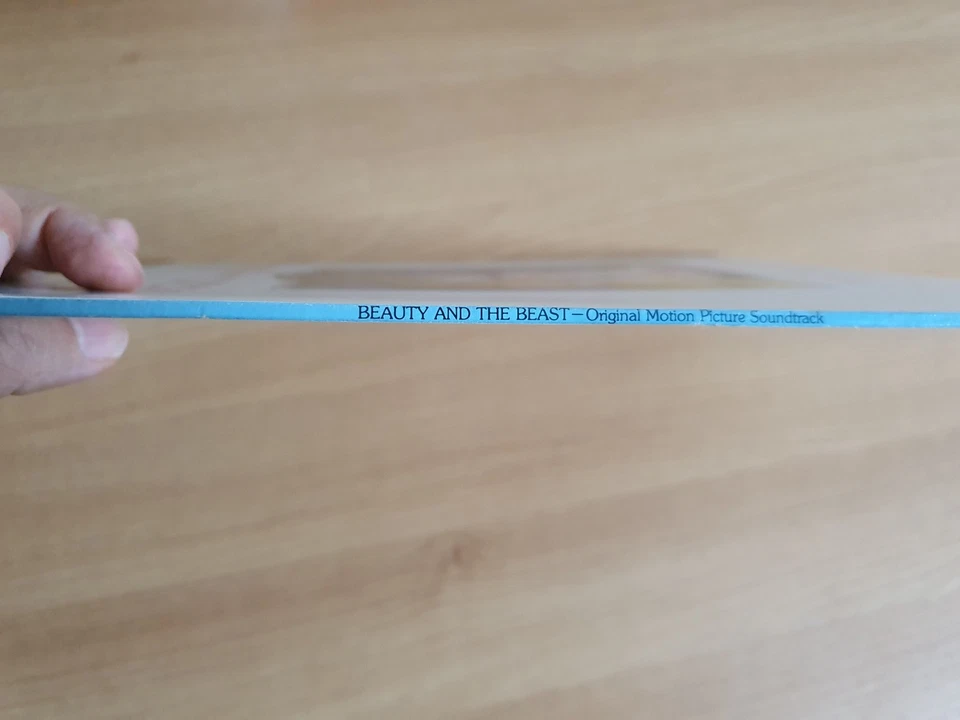 BEAUTY AND THE BEAST—Original Motion Picture Soundtrack